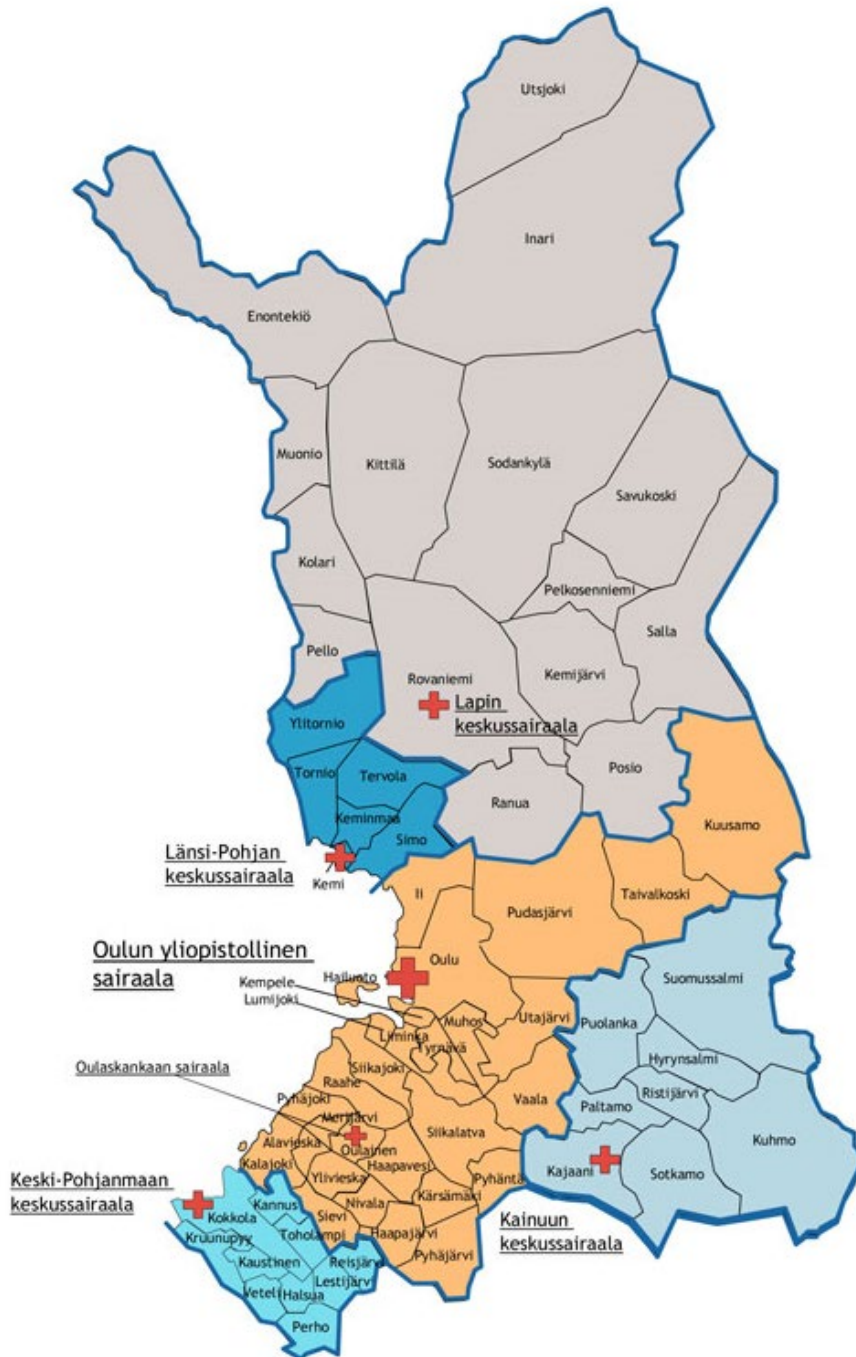 Utsjoki
Inari
Enontekiö
Muonio
Kittilä
Sodankylä
Savukoski
Kolari
Pelkosenniemi
Salla
Pello
Kemijärvi
Rovaniemi
Lapin
keskussairaala
Ylitornio
Tornio
Tervola
Posio
Ranua
Keminmaa
Simo
Kuusamo
Länsi-Pohjan
keskussairaala
Kemi
Ii
Pudasjärvi
Taivalkoski
Oulun yliopistollinen
sairaala
Oulu
Hailuoto
Kempele
Lumijoki
Suomussalmi
Puolanka
Muhos
Utajärvi
Liminka
Tyrnävä
Hyrynsalmi
Oulaskankaan sairaala
Siikajoki
Raahe
Pyhäjoki
Vaala
Ristijärvi
Paltamo
Merijärvi
Siikalatva
Kuhmo
Alavieska
Oulainen
Kalajoki
Haapavesi
Kajaani
Sotkamo
Keski-Pohjanmaan
keskussairaala
Ylivieska
Pyhäntä
Kärsämäki
Kannus
Nivala
Sievi
Kokkola
Kruunupyy
Toholampi
Haapajärvi
Kainuun
keskussairaala
Pyhäjärvi
Kaustinen
Reisjärvi
Lestijärvi
Veteli
Halsua
Perho